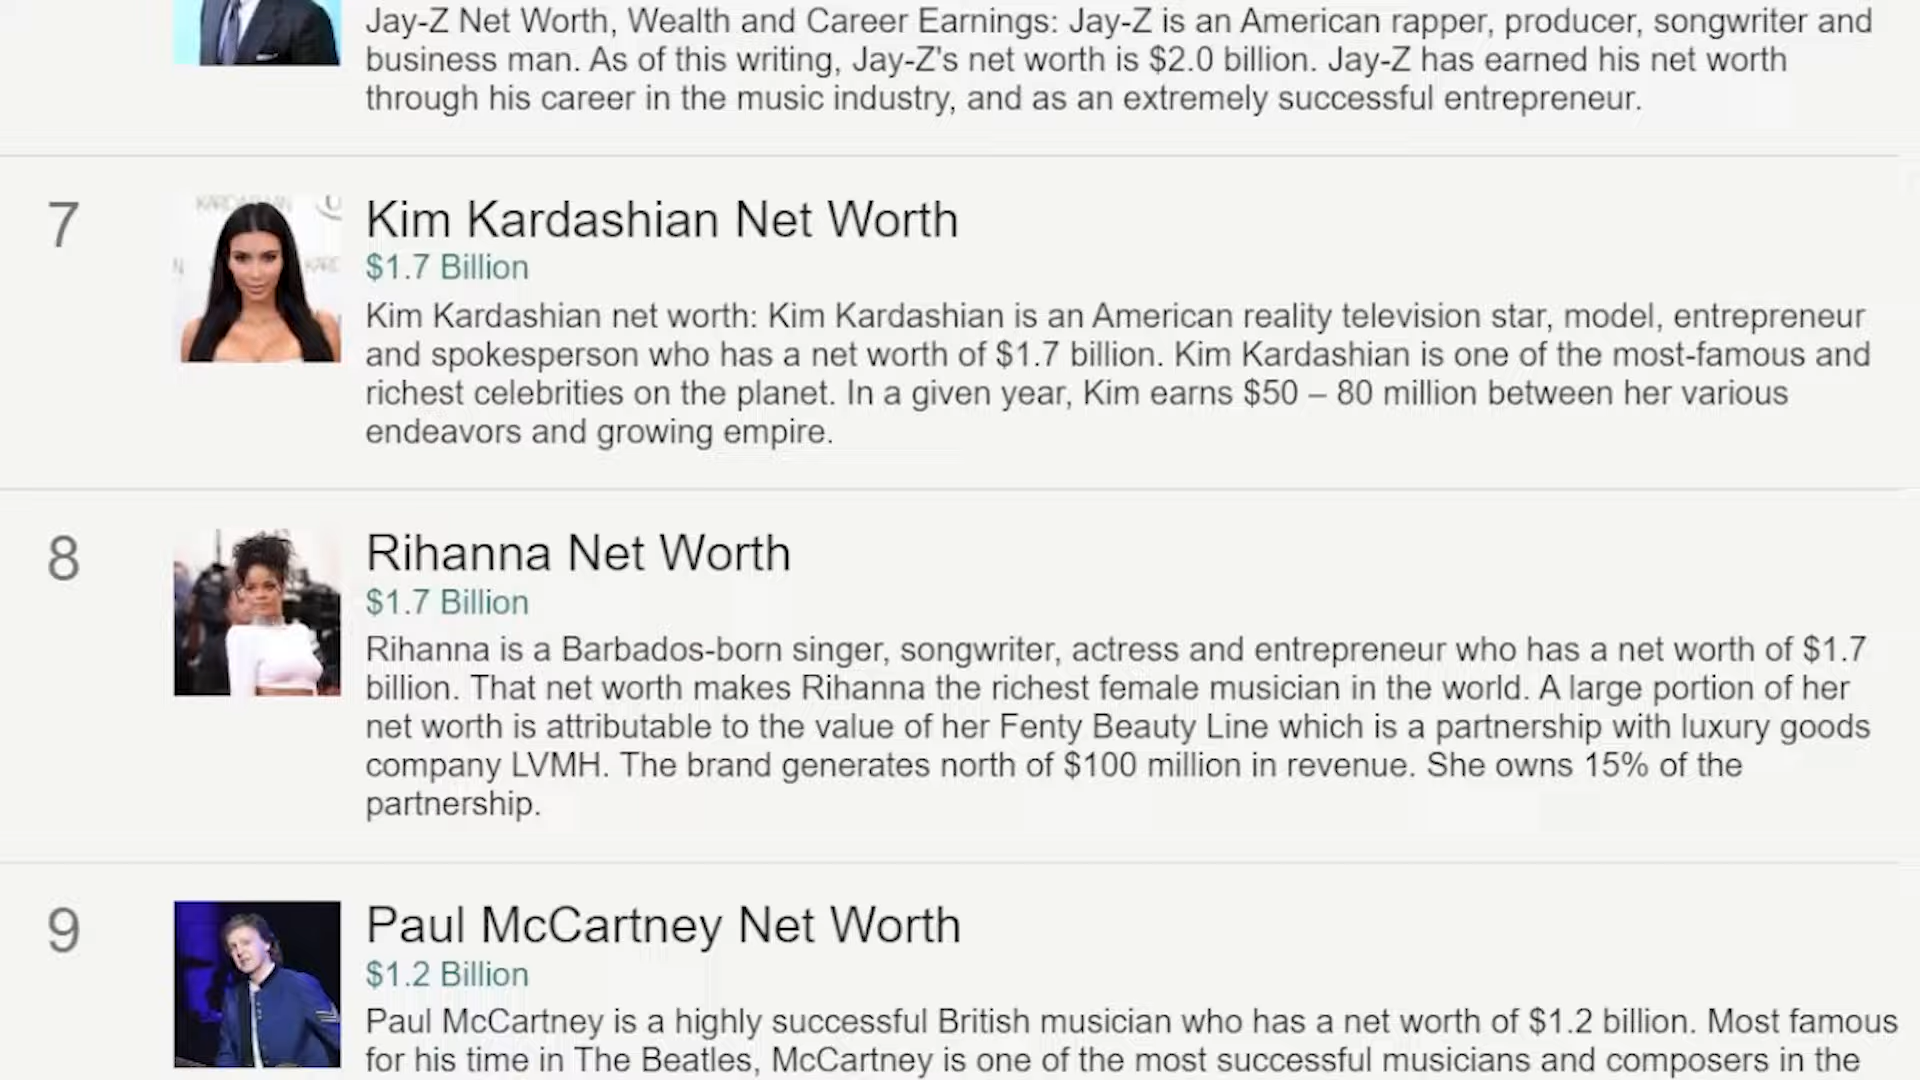 Jay-Z Net Worth, Wealth and Career Earnings: Jay-Z is an American rapper, producer, songwriter and
business man. As of this writing, Jay-Z's net worth is $2.0 billion. Jay-Z has earned his net worth
through his career in the music industry, and as an extremely successful entrepreneur.
7
KARDASHIAN
Kim Kardashian Net Worth
$1.7 Billion
Kim Kardashian net worth: Kim Kardashian is an American reality television star, model, entrepreneur
and spokesperson who has a net worth of $1.7 billion. Kim Kardashian is one of the most-famous and
richest celebrities on the planet. In a given year, Kim earns $50 – 80 million between her various
endeavors and growing empire.
8
Rihanna Net Worth
$1.7 Billion
Rihanna is a Barbados-born singer, songwriter, actress and entrepreneur who has a net worth of $1.7
billion. That net worth makes Rihanna the richest female musician in the world. A large portion of her
net worth is attributable to the value of her Fenty Beauty Line which is a partnership with luxury goods
company LVMH. The brand generates north of $100 million in revenue. She owns 15% of the
partnership.
9
Paul McCartney Net Worth
$1.2 Billion
Paul McCartney is a highly successful British musician who has a net worth of $1.2 billion. Most famous
for his time in The Beatles, McCartney is one of the most successful musicians and composers in the